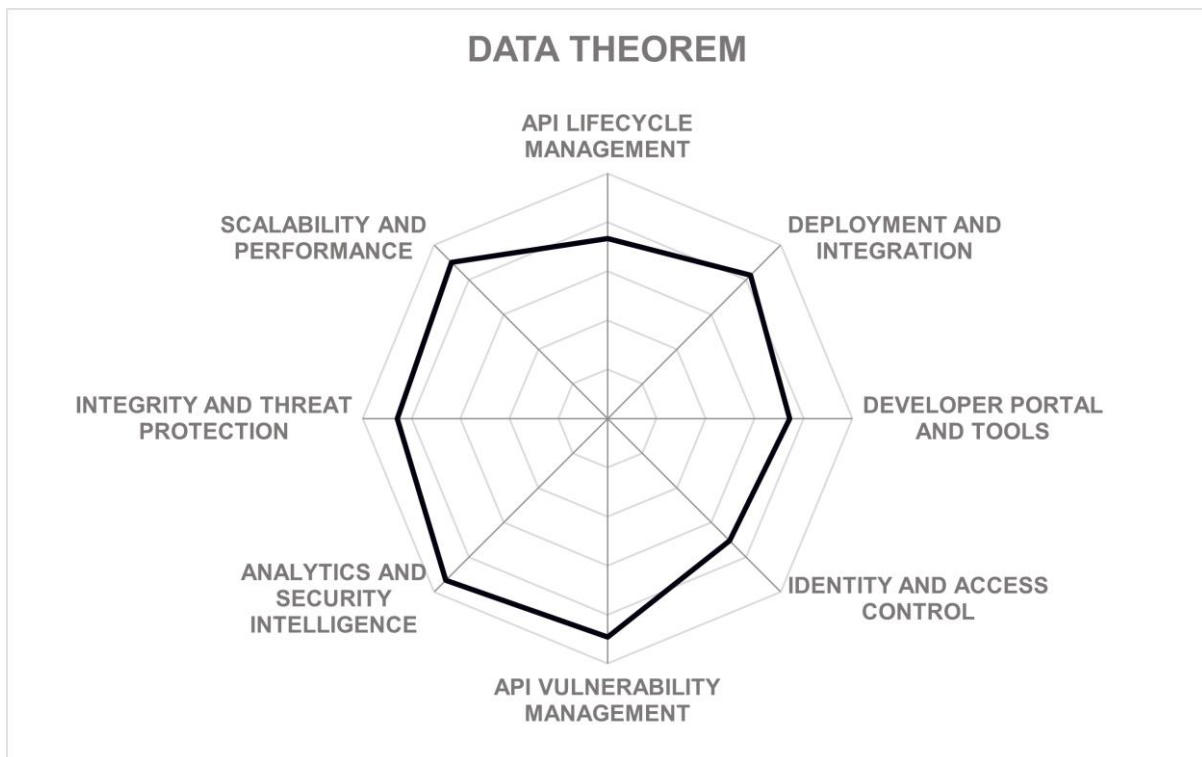 DATA THEOREM
API LIFECYCLE
MANAGEMENT
SCALABILITY AND
PERFORMANCE
DEPLOYMENT AND
INTEGRATION
INTEGRITY AND THREAT
PROTECTION
DEVELOPER PORTAL
AND TOOLS
ANALYTICS AND
SECURITY
INTELLIGENCE
IDENTITY AND ACCESS
CONTROL
API VULNERABILITY
MANAGEMENT